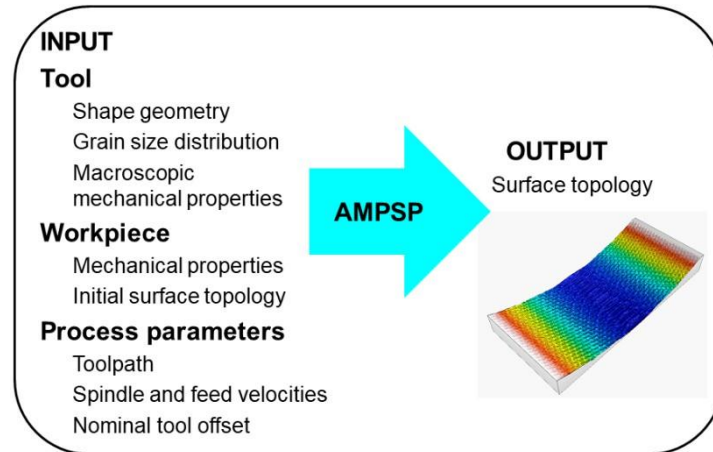 INPUT
Tool
Shape geometry
Grain size distribution
Macroscopic
mechanical properties
Workpiece
Mechanical properties
Initial surface topology
Process parameters
Toolpath
Spindle and feed velocities
Nominal tool offset
AMPSP
OUTPUT
Surface topology